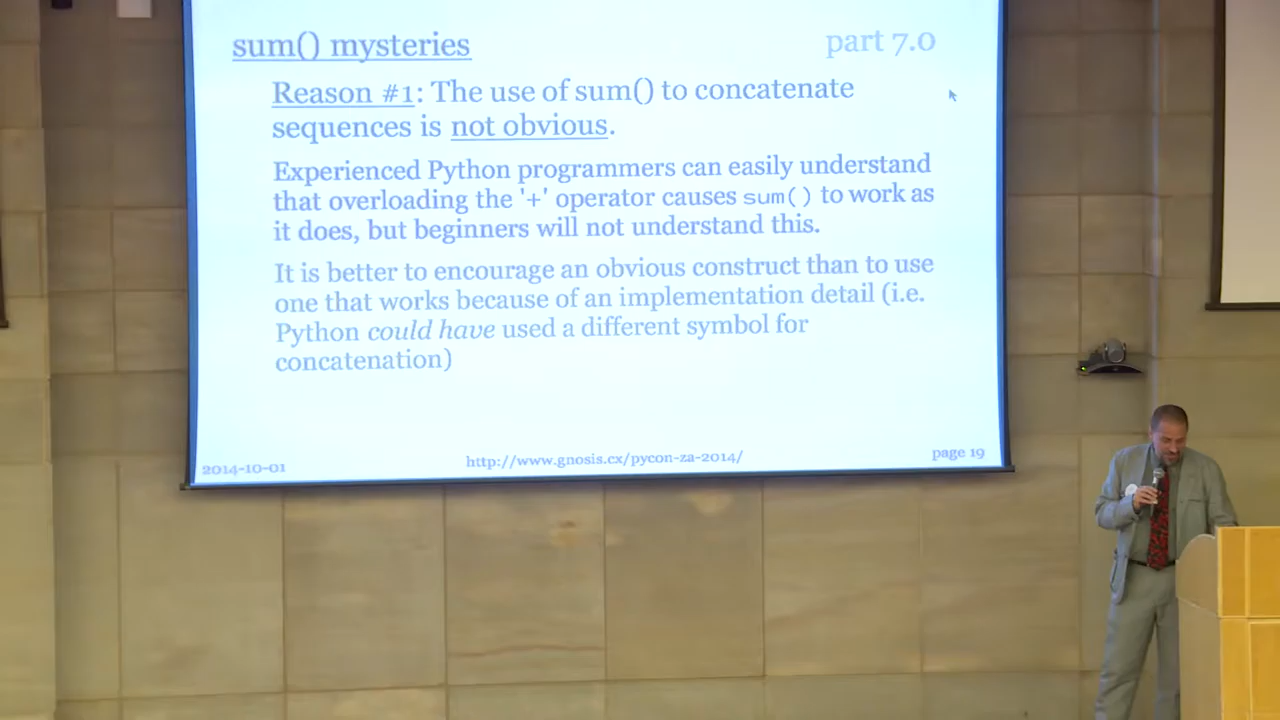 sum() mysteries
part 7.0
Reason #1: The use of sum() to concatenate
sequences is not obvious.
Experienced Python programmers can easily understand
that overloading the '+' operator causes sum() to work as
it does, but beginners will not understand this.
It is better to encourage an obvious construct than to use
one that works because of an implementation detail (i.e.
Python could have used a different symbol for
concatenation)
2014-10-01
http://www.gnosis.cx/pycon-za-2014/
page 19